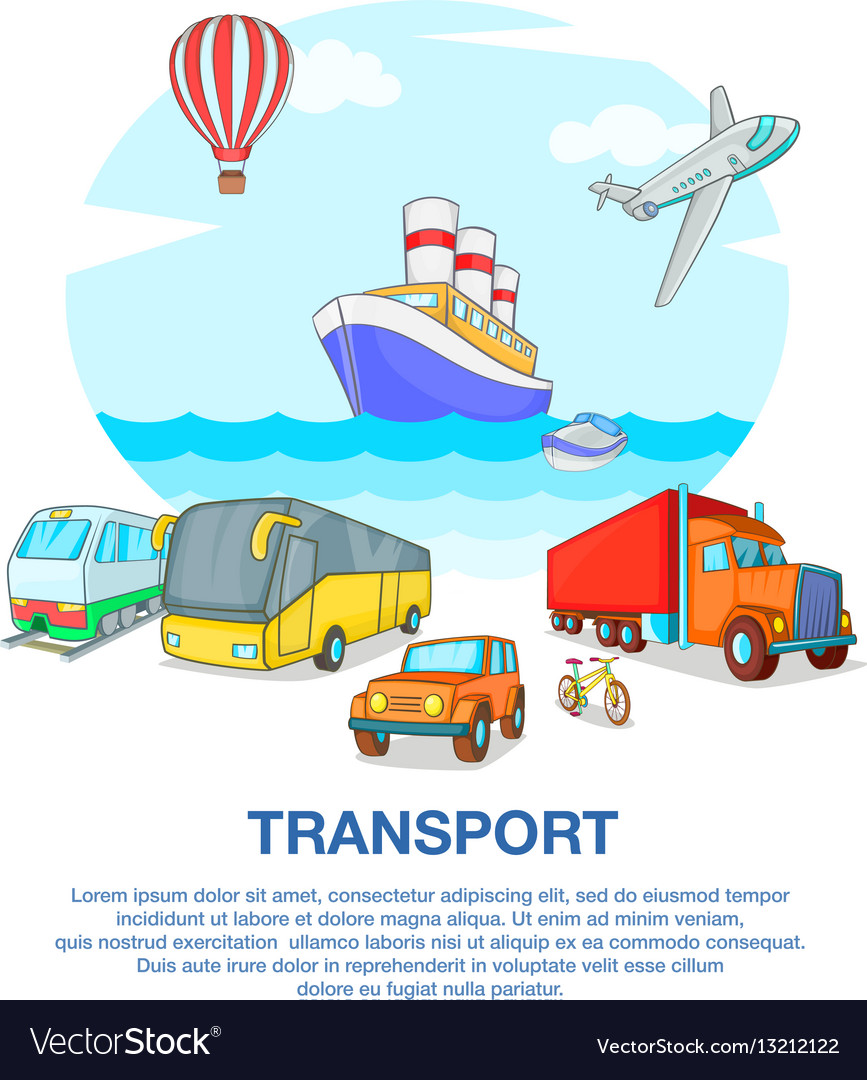 TRANSPORT
Lorem ipsum dolor sit amet, consectetur adipiscing elit, sed do eiusmod tempor
incididunt ut labore et dolore magna aliqua. Ut enim ad minim veniam,
quis nostrud exercitation ullamco laboris nisi ut aliquip ex ea commodo consequat.
Duis aute irure dolor in reprehenderit in voluptate velit esse cillum
dolore eu fugiat nulla pariatur.
VectorStock®
VectorStock.com/13212122